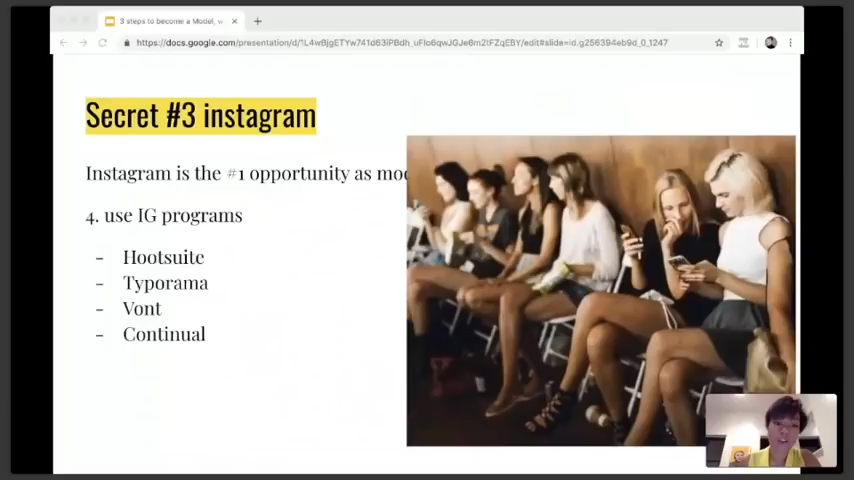 3 steps to become a Model, w
https://docs.google.com/presentation/d/1L4wBjgETYw741d63iPBdh_uFlo6qwJGJe6m2tFZqEBY/edit#slide=id.g256394eb9d_0_1247
Secret #3 instagram
Instagram is the #1 opportunity as mod
4. use IG programs
- Hootsuite
- Typorama
- Vont
- Continual